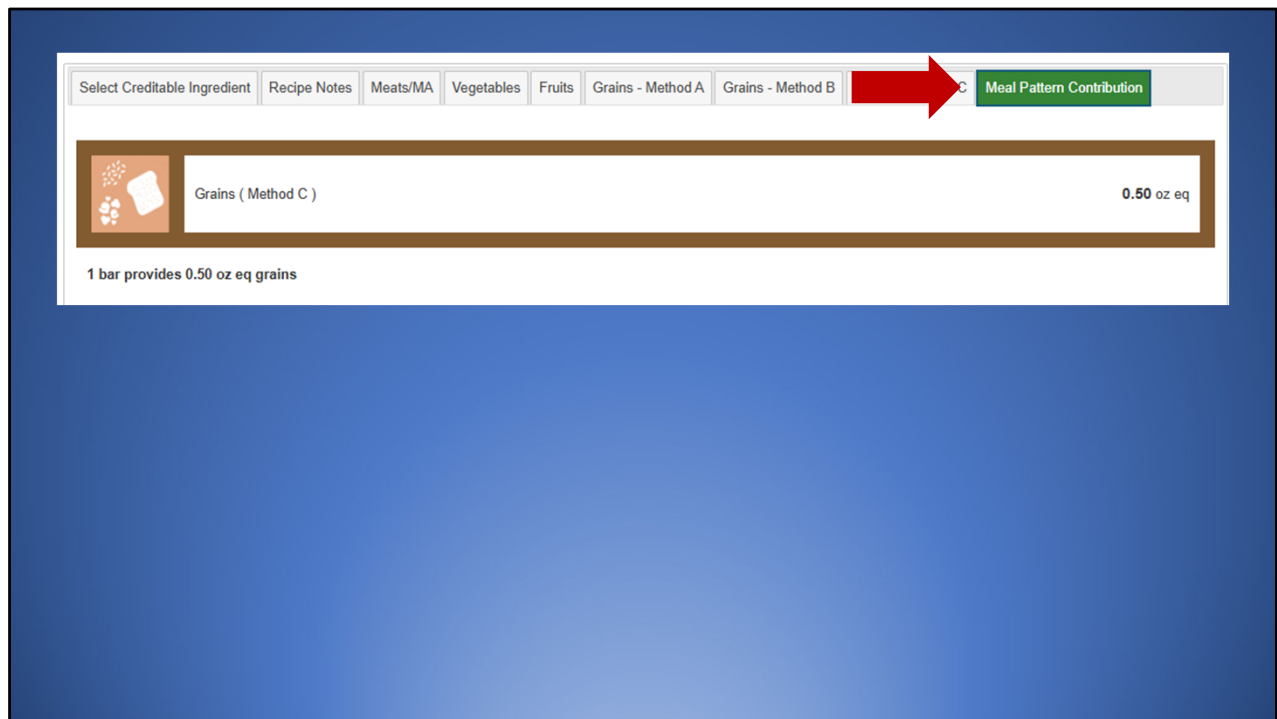 Select Creditable Ingredient Recipe Notes Meats/MA Vegetables Fruits Grains - Method A Grains - Method B C Meal Pattern Contribution
Grains ( Method C ) 0.50 oz eq
1 bar provides 0.50 oz eq grains